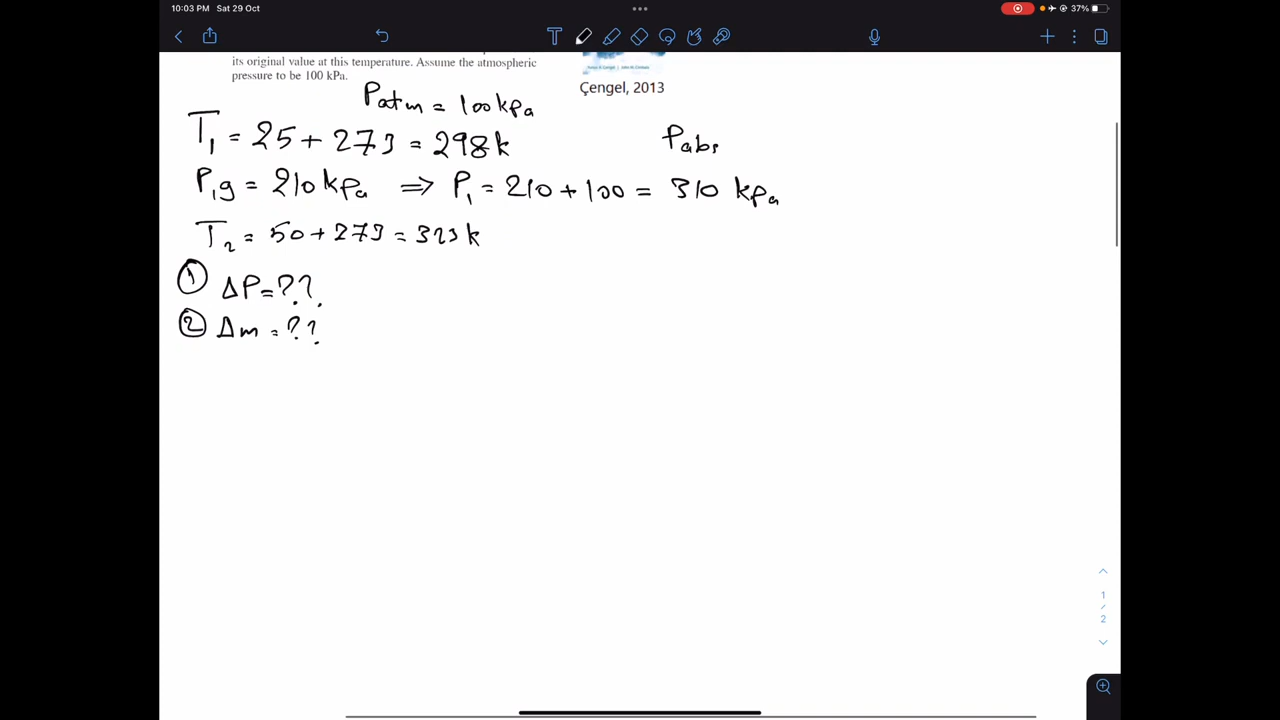 10:03 PM Sat 29 Oct
37%
its original value at this temperature. Assume the atmospheric
pressure to be 100 kPa.
Çengel, 2013
Patm = 100 kPa
T1 = 25 + 273 = 298 k
Pabs
P1g = 210 kPa ⇒ P1 = 210 + 100 = 310 kPa
T2 = 50 + 273 = 323 k
① ΔP = ??
② Δm = ??
1
/
2